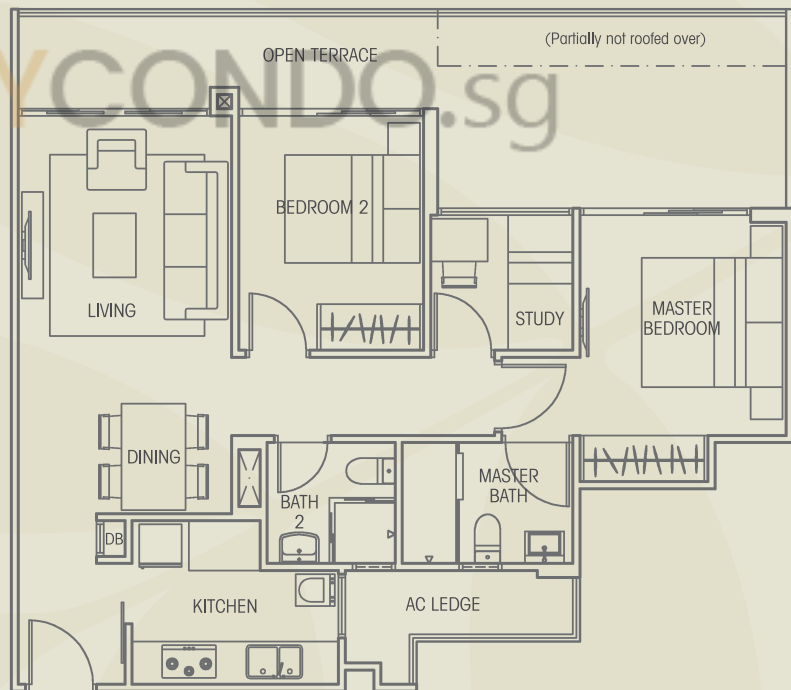 OPEN TERRACE
(Partially not roofed over)
YCONDO.sg
BEDROOM 2
LIVING
STUDY
MASTER
BEDROOM
DINING
BATH
2
MASTER
BATH
DB
KITCHEN
AC LEDGE